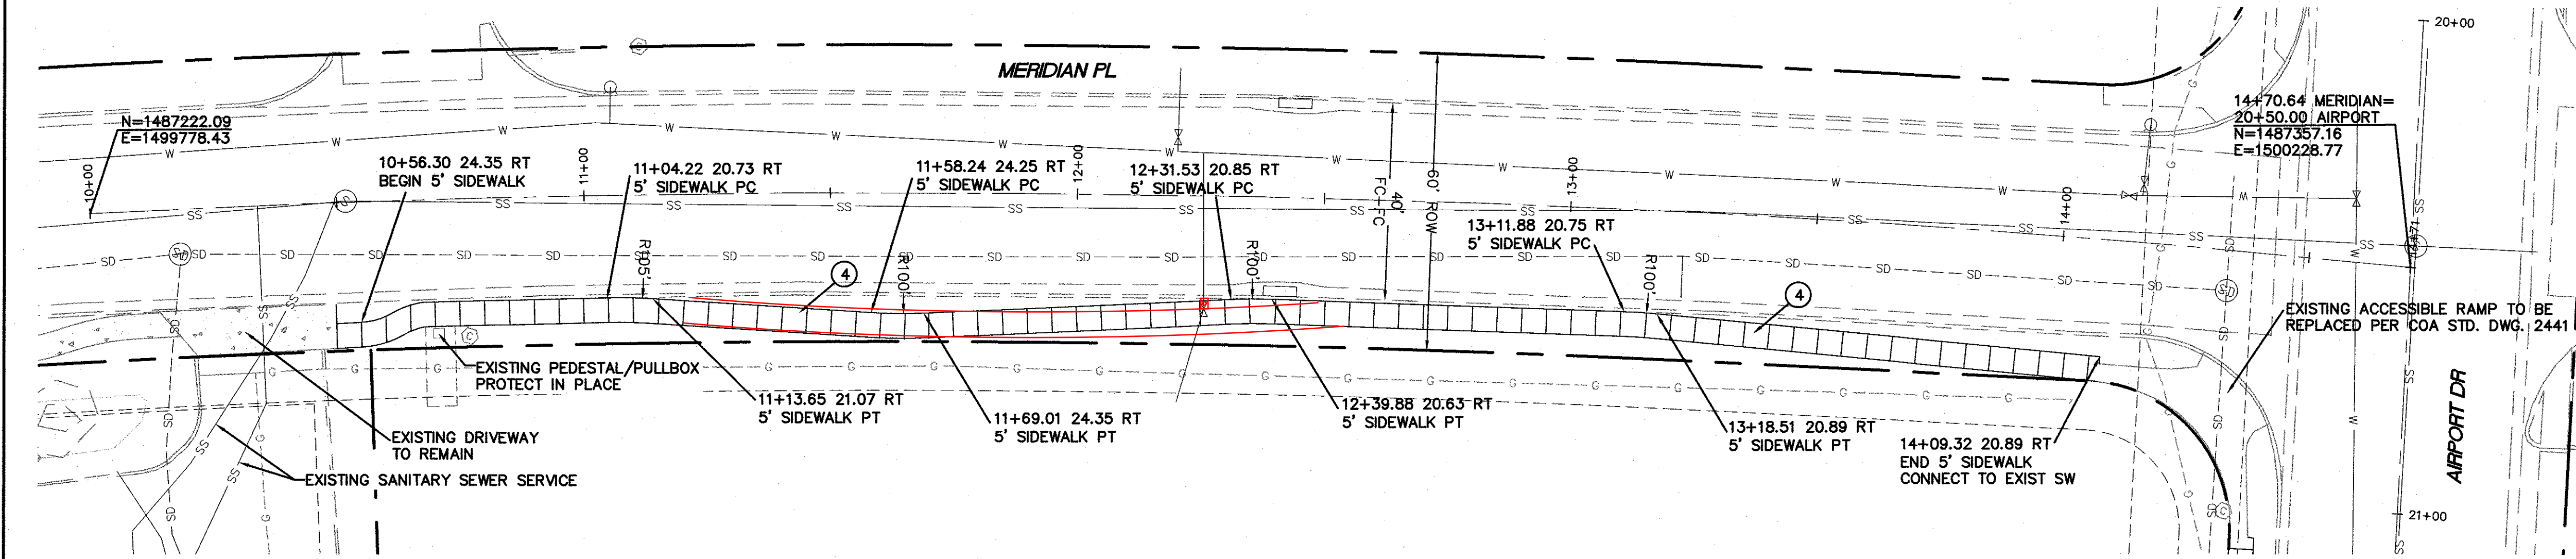 20+00
MERIDIAN PL
14+70.64 MERIDIAN=
20+50.00 AIRPORT
N=1487357.16
E=1500228.77
N=1487222.09
E=1499778.43
10+00
11+00
12+00
13+00
14+00
10+56.30 24.35 RT
BEGIN 5' SIDEWALK
11+04.22 20.73 RT
5' SIDEWALK PC
11+58.24 24.25 RT
5' SIDEWALK PC
12+31.53 20.85 RT
5' SIDEWALK PC
40'
FC-FC
60' ROW
13+11.88 20.75 RT
5' SIDEWALK PC
R105'
R100'
R100'
4
4
EXISTING ACCESSIBLE RAMP TO BE
REPLACED PER COA STD. DWG. 2441
EXISTING PEDESTAL/PULLBOX
PROTECT IN PLACE
11+13.65 21.07 RT
5' SIDEWALK PT
11+69.01 24.35 RT
5' SIDEWALK PT
12+39.88 20.63 RT
5' SIDEWALK PT
13+18.51 20.89 RT
5' SIDEWALK PT
14+09.32 20.89 RT
END 5' SIDEWALK
CONNECT TO EXIST SW
EXISTING DRIVEWAY
TO REMAIN
EXISTING SANITARY SEWER SERVICE
AIRPORT DR
21+00